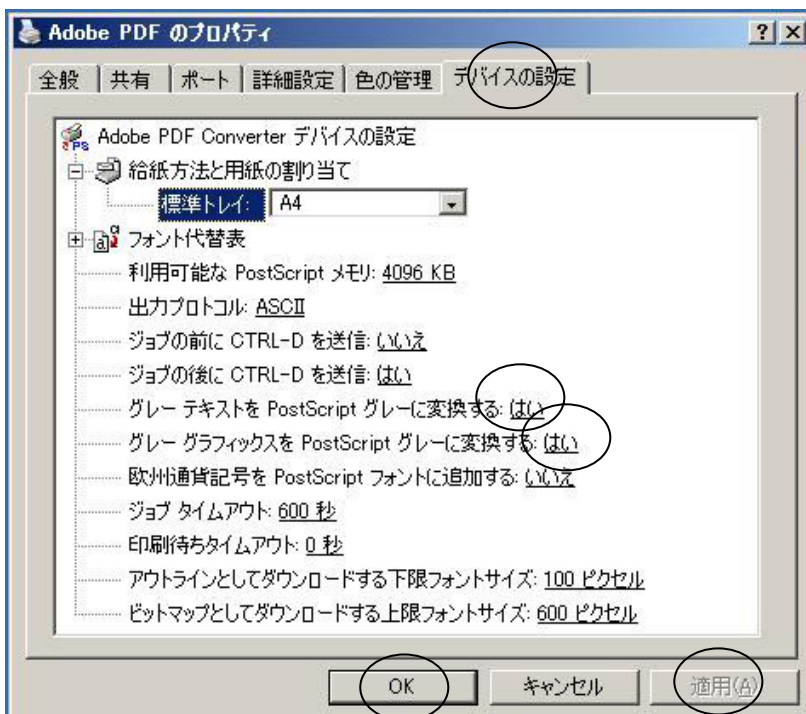 Adobe PDF のプロパティ
全般 共有 ポート 詳細設定 色の管理 デバイスの設定
Adobe PDF Converter デバイスの設定
給紙方法と用紙の割り当て
標準トレイ: A4
フォント代替表
利用可能な PostScript メモリ: 4096 KB
出力プロトコル: ASCII
ジョブの前に CTRL-D を送信: いいえ
ジョブの後に CTRL-D を送信: はい
グレー テキストを PostScript グレーに変換する: はい
グレー グラフィックスを PostScript グレーに変換する: はい
欧州通貨記号を PostScript フォントに追加する: いいえ
ジョブ タイムアウト: 600 秒
印刷待ちタイムアウト: 0 秒
アウトラインとしてダウンロードする下限フォントサイズ: 100 ピクセル
ビットマップとしてダウンロードする上限フォントサイズ: 600 ピクセル
OK キャンセル 適用(A)